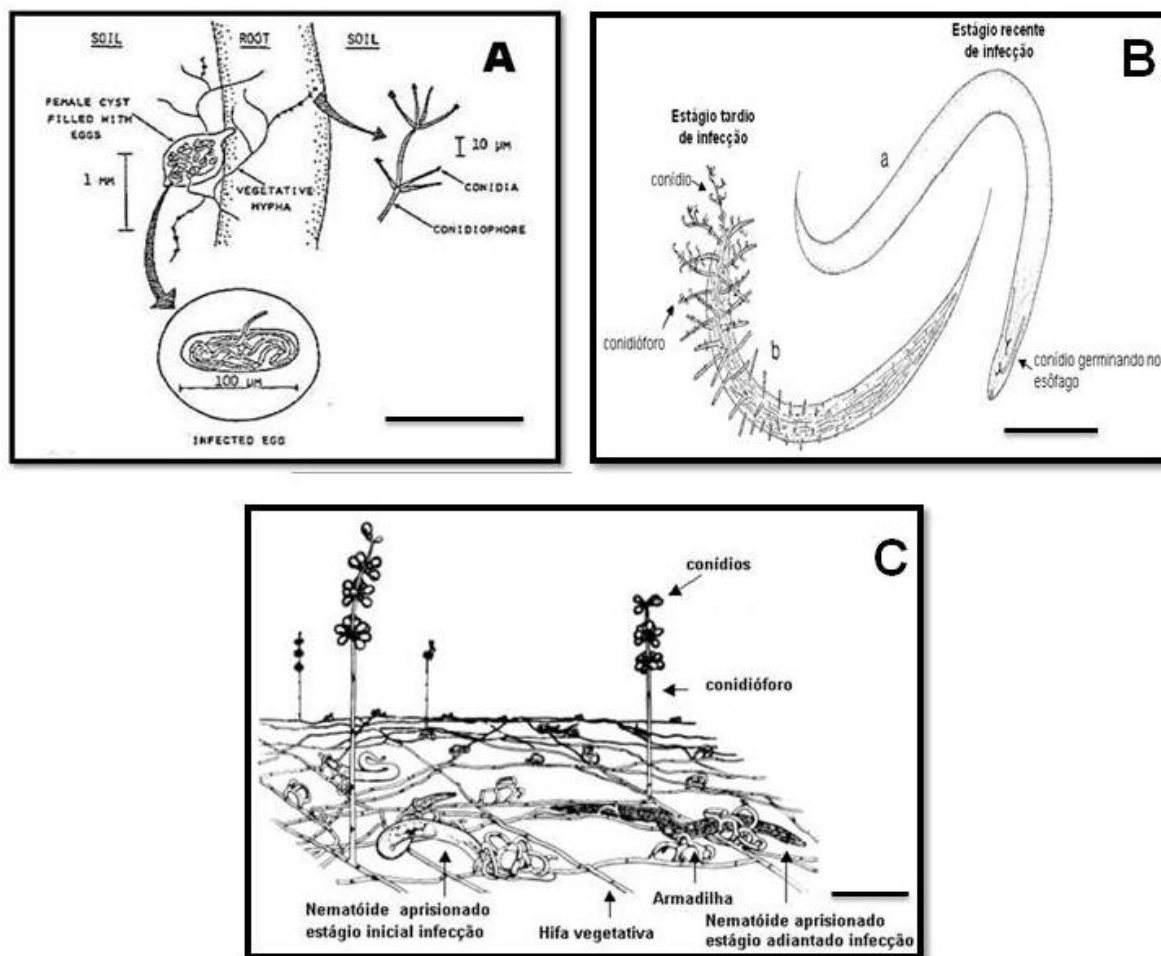 SOIL ROOT SOIL
A
FEMALE CYST
FILLED WITH
EGGS
1 MM
10 µM
VEGETATIVE
HYPHA
CONIDIA
CONIDIOPHORE
100 µM
INFECTED EGG
B
Estágio recente
de infecção
Estágio tardio
de infecção
a
conídio
conidióforo
b
conídio germinando no
esôfago
C
conídios
conidióforo
Armadilha
Nematóide aprisionado
estágio inicial infecção
Hifa vegetativa
Nematóide aprisionado
estágio adiantado infecção